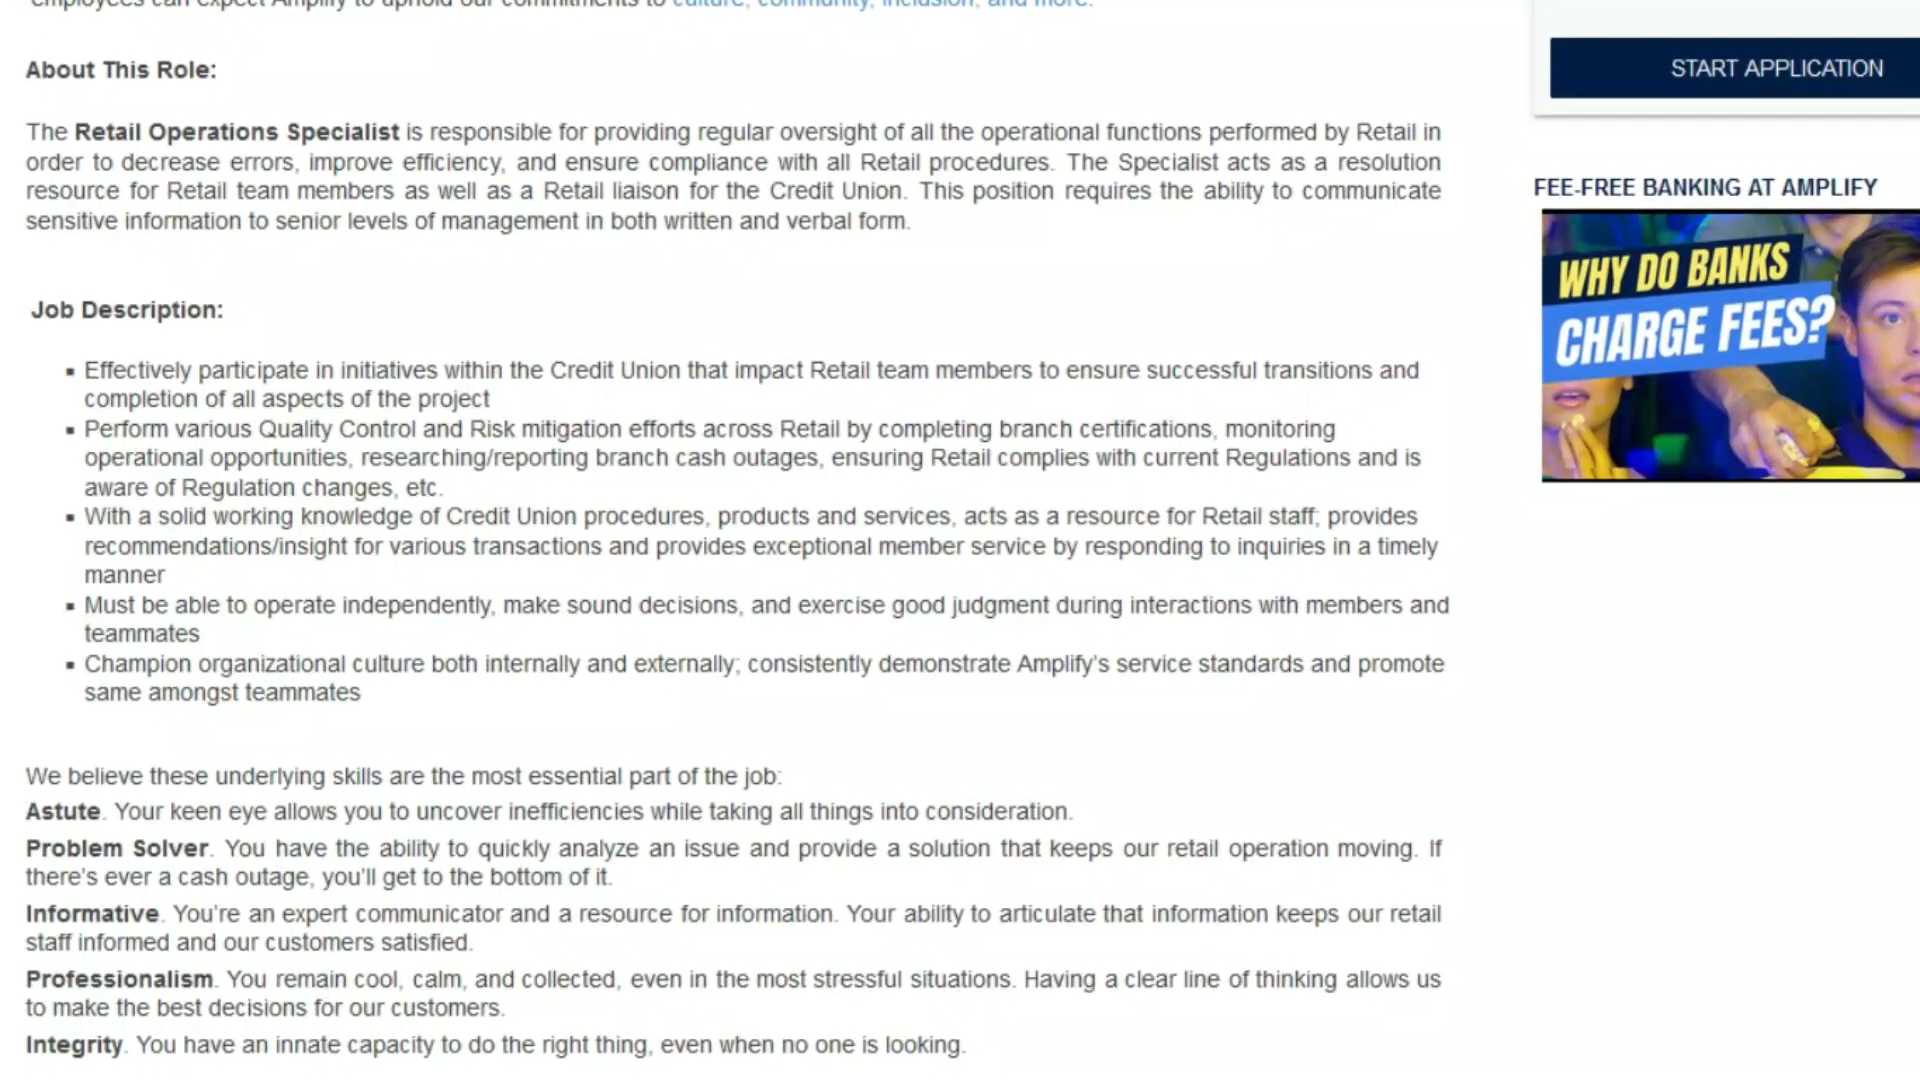 employees can expect Amplify to uphold our commitments to culture, community, inclusion, and more.
About This Role:
The Retail Operations Specialist is responsible for providing regular oversight of all the operational functions performed by Retail in
order to decrease errors, improve efficiency, and ensure compliance with all Retail procedures. The Specialist acts as a resolution
resource for Retail team members as well as a Retail liaison for the Credit Union. This position requires the ability to communicate
sensitive information to senior levels of management in both written and verbal form.
Job Description:
▪ Effectively participate in initiatives within the Credit Union that impact Retail team members to ensure successful transitions and
completion of all aspects of the project
▪ Perform various Quality Control and Risk mitigation efforts across Retail by completing branch certifications, monitoring
operational opportunities, researching/reporting branch cash outages, ensuring Retail complies with current Regulations and is
aware of Regulation changes, etc.
▪ With a solid working knowledge of Credit Union procedures, products and services, acts as a resource for Retail staff; provides
recommendations/insight for various transactions and provides exceptional member service by responding to inquiries in a timely
manner
▪ Must be able to operate independently, make sound decisions, and exercise good judgment during interactions with members and
teammates
▪ Champion organizational culture both internally and externally; consistently demonstrate Amplify's service standards and promote
same amongst teammates
We believe these underlying skills are the most essential part of the job:
Astute. Your keen eye allows you to uncover inefficiencies while taking all things into consideration.
Problem Solver. You have the ability to quickly analyze an issue and provide a solution that keeps our retail operation moving. If
there's ever a cash outage, you'll get to the bottom of it.
Informative. You're an expert communicator and a resource for information. Your ability to articulate that information keeps our retail
staff informed and our customers satisfied.
Professionalism. You remain cool, calm, and collected, even in the most stressful situations. Having a clear line of thinking allows us
to make the best decisions for our customers.
Integrity. You have an innate capacity to do the right thing, even when no one is looking.
START APPLICATION
FEE-FREE BANKING AT AMPLIFY
WHY DO BANKS
CHARGE FEES?